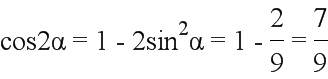 cos2α = 1 - 2sin²α = 1 - 2/9 = 7/9